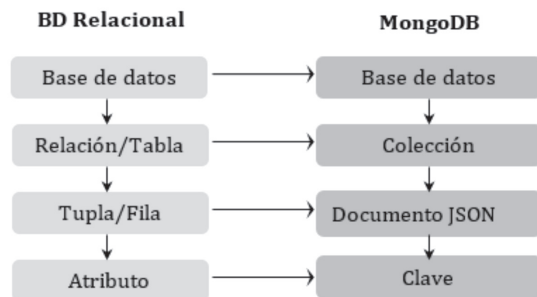 BD Relacional
MongoDB
Base de datos
Base de datos
Relación/Tabla
Colección
Tupla/Fila
Documento JSON
Atributo
Clave